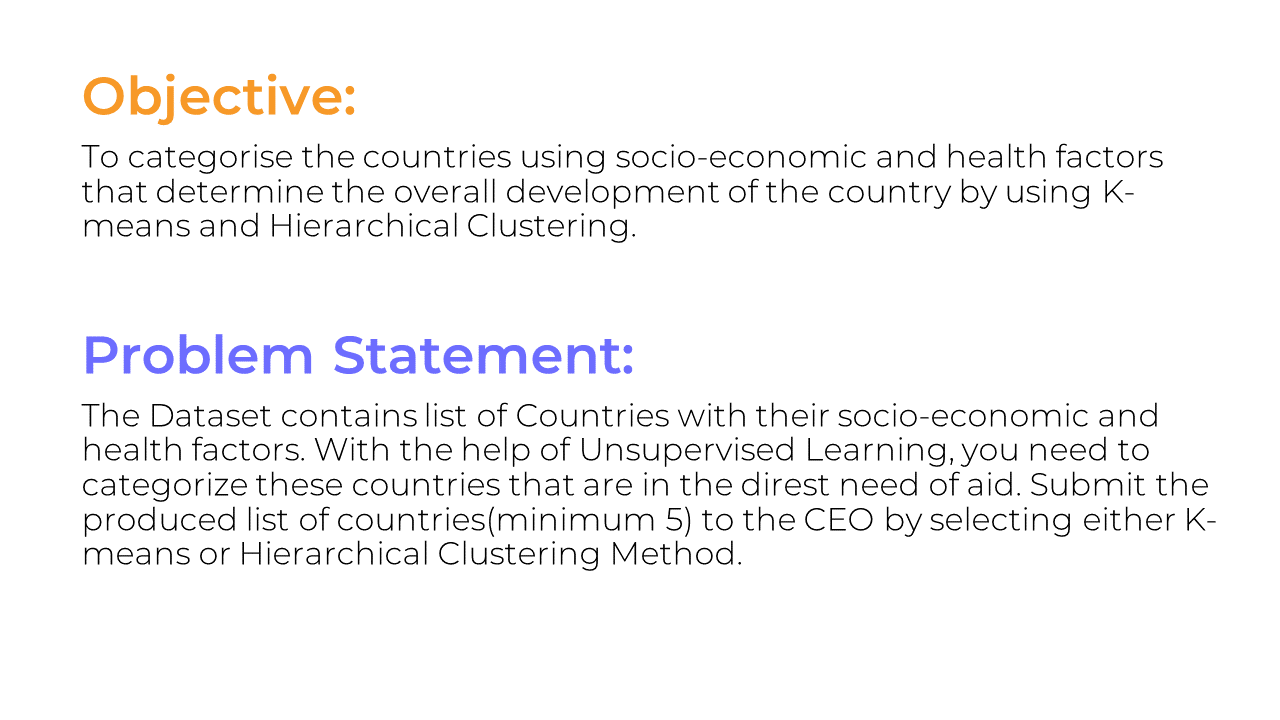 Objective:
To categorise the countries using socio-economic and health factors
that determine the overall development of the country by using K-
means and Hierarchical Clustering.
Problem Statement:
The Dataset contains list of Countries with their socio-economic and
health factors. With the help of Unsupervised Learning, you need to
categorize these countries that are in the direst need of aid. Submit the
produced list of countries(minimum 5) to the CEO by selecting either K-
means or Hierarchical Clustering Method.